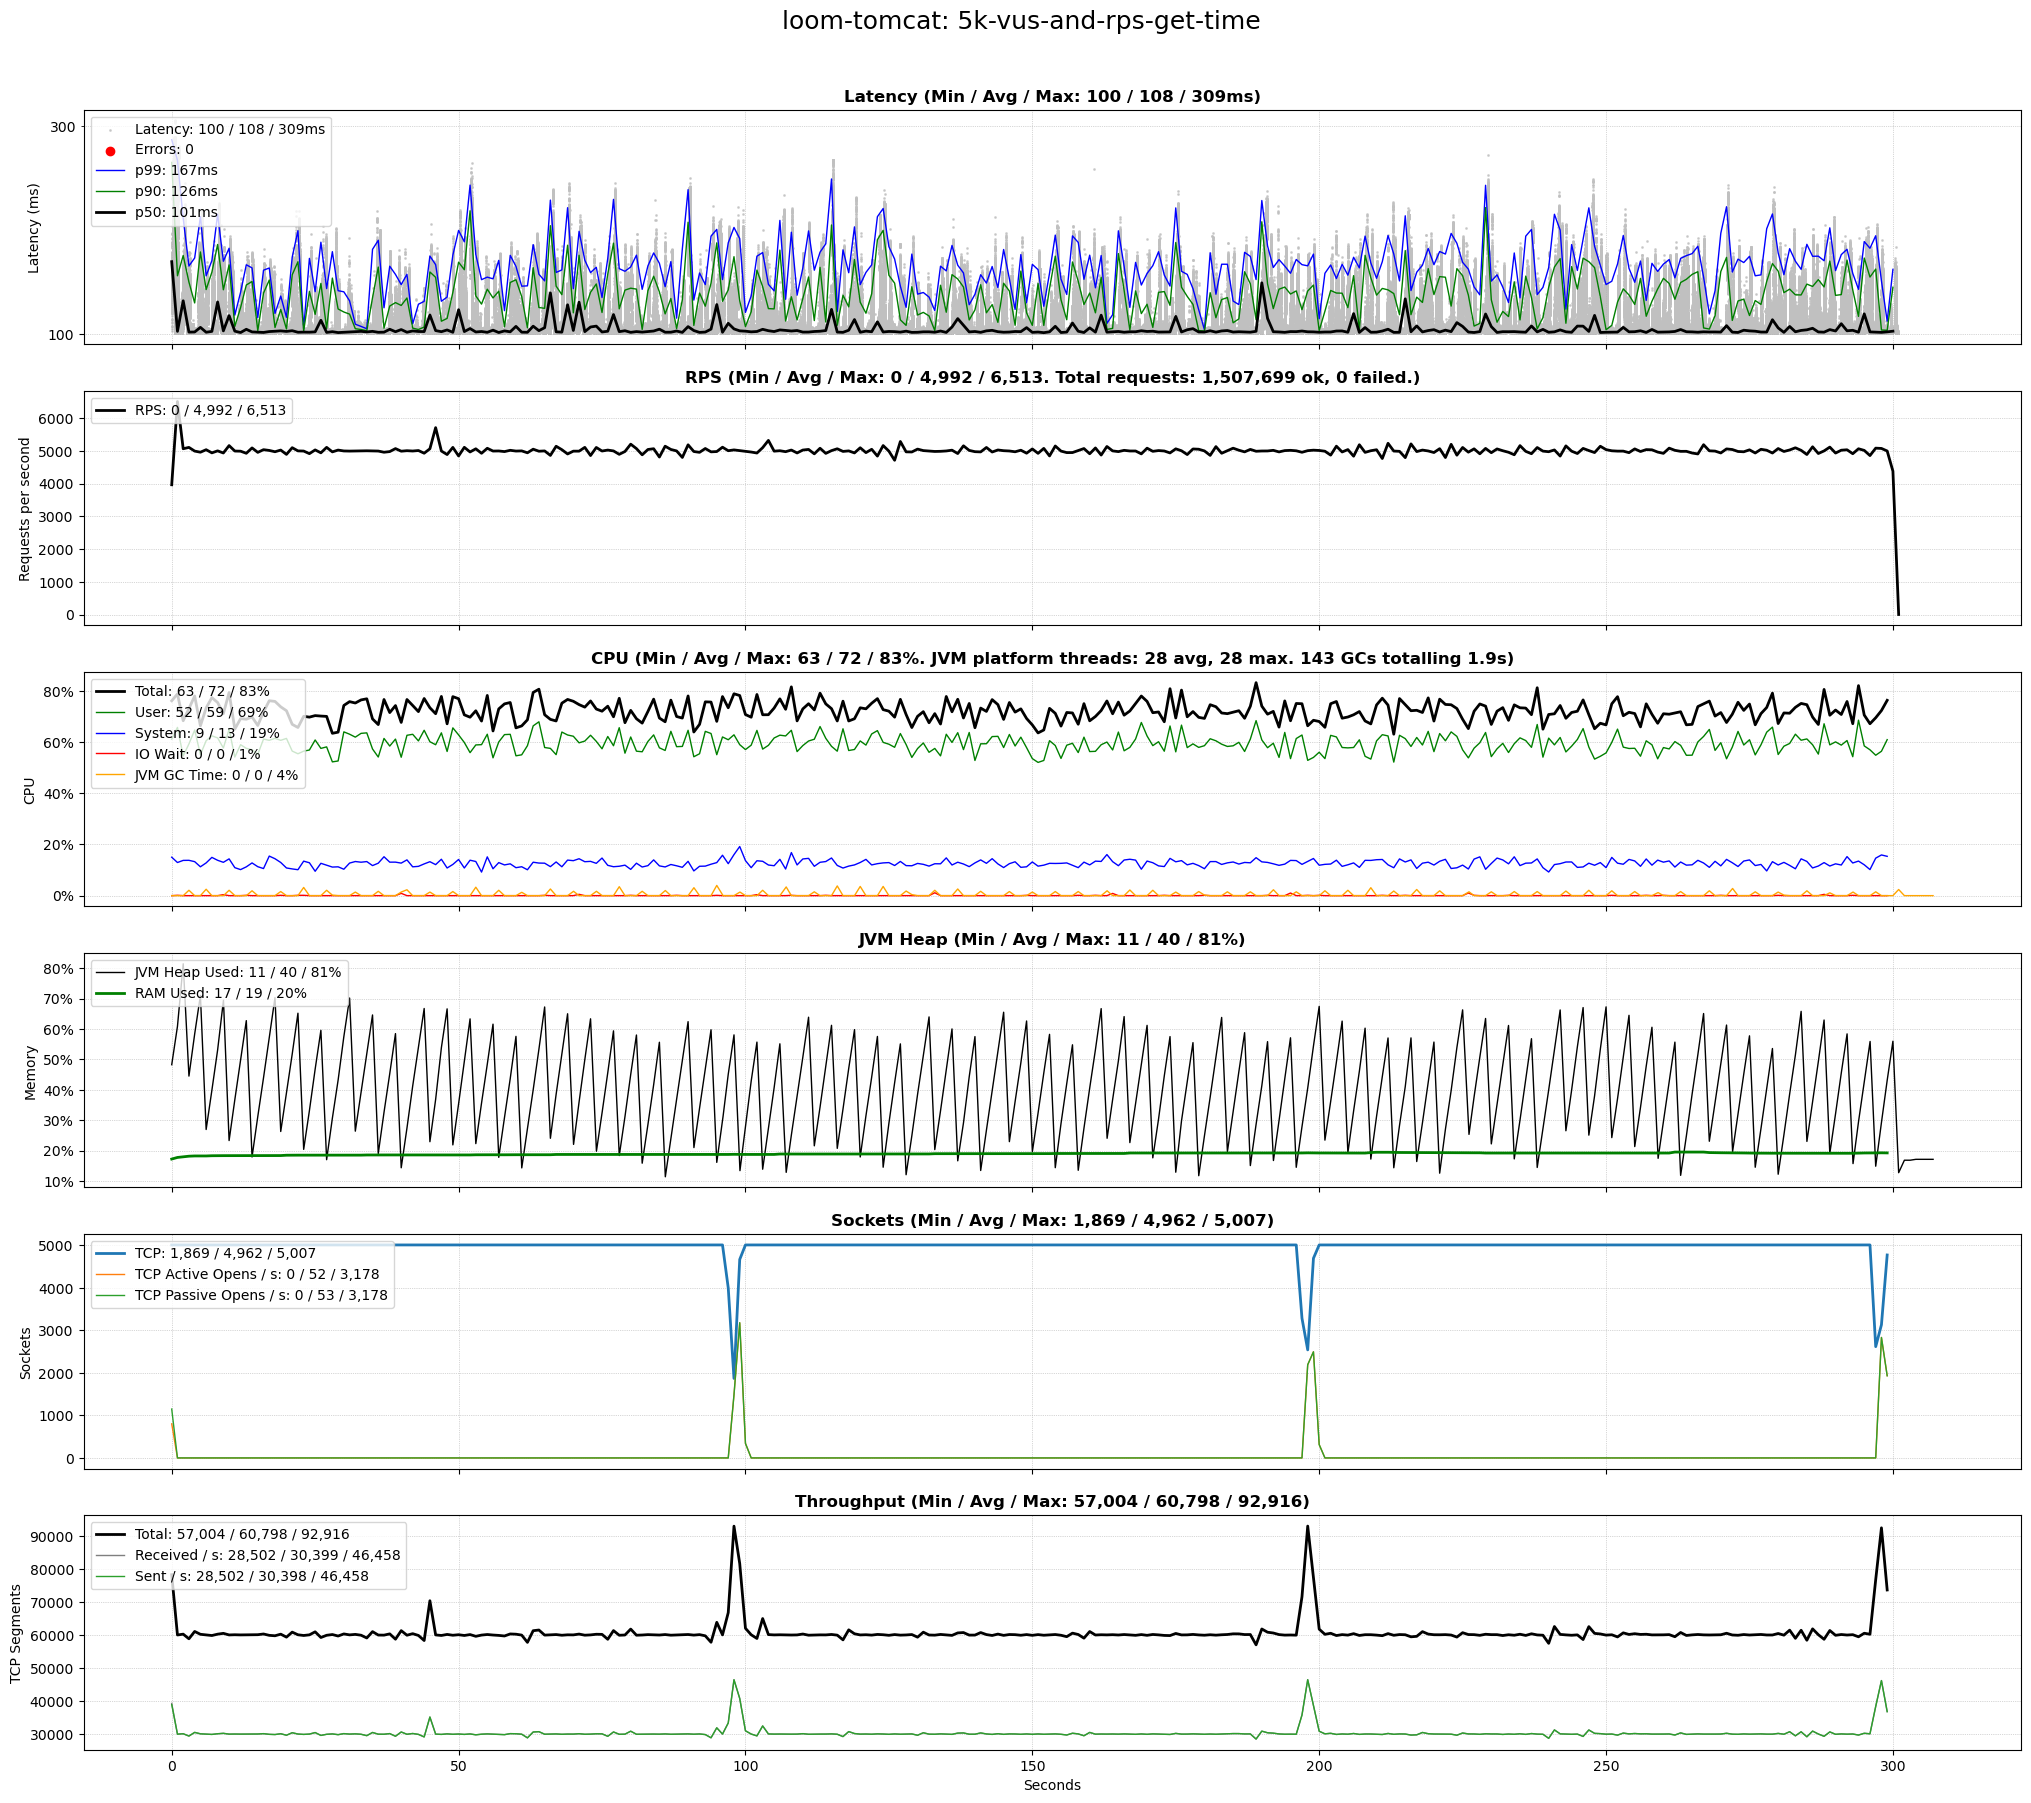 loom-tomcat: 5k-vus-and-rps-get-time
Latency (Min / Avg / Max: 100 / 108 / 309ms)
Latency (ms)
300
100
Latency: 100 / 108 / 309ms
Errors: 0
p99: 167ms
p90: 126ms
p50: 101ms
RPS (Min / Avg / Max: 0 / 4,992 / 6,513. Total requests: 1,507,699 ok, 0 failed.)
Requests per second
6000
5000
4000
3000
2000
1000
0
RPS: 0 / 4,992 / 6,513
CPU (Min / Avg / Max: 63 / 72 / 83%. JVM platform threads: 28 avg, 28 max. 143 GCs totalling 1.9s)
CPU
80%
60%
40%
20%
0%
Total: 63 / 72 / 83%
User: 52 / 59 / 69%
System: 9 / 13 / 19%
IO Wait: 0 / 0 / 1%
JVM GC Time: 0 / 0 / 4%
JVM Heap (Min / Avg / Max: 11 / 40 / 81%)
Memory
80%
70%
60%
50%
40%
30%
20%
10%
JVM Heap Used: 11 / 40 / 81%
RAM Used: 17 / 19 / 20%
Sockets (Min / Avg / Max: 1,869 / 4,962 / 5,007)
Sockets
5000
4000
3000
2000
1000
0
TCP: 1,869 / 4,962 / 5,007
TCP Active Opens / s: 0 / 52 / 3,178
TCP Passive Opens / s: 0 / 53 / 3,178
Throughput (Min / Avg / Max: 57,004 / 60,798 / 92,916)
TCP Segments
90000
80000
70000
60000
50000
40000
30000
Total: 57,004 / 60,798 / 92,916
Received / s: 28,502 / 30,399 / 46,458
Sent / s: 28,502 / 30,398 / 46,458
0 50 100 150 200 250 300
Seconds